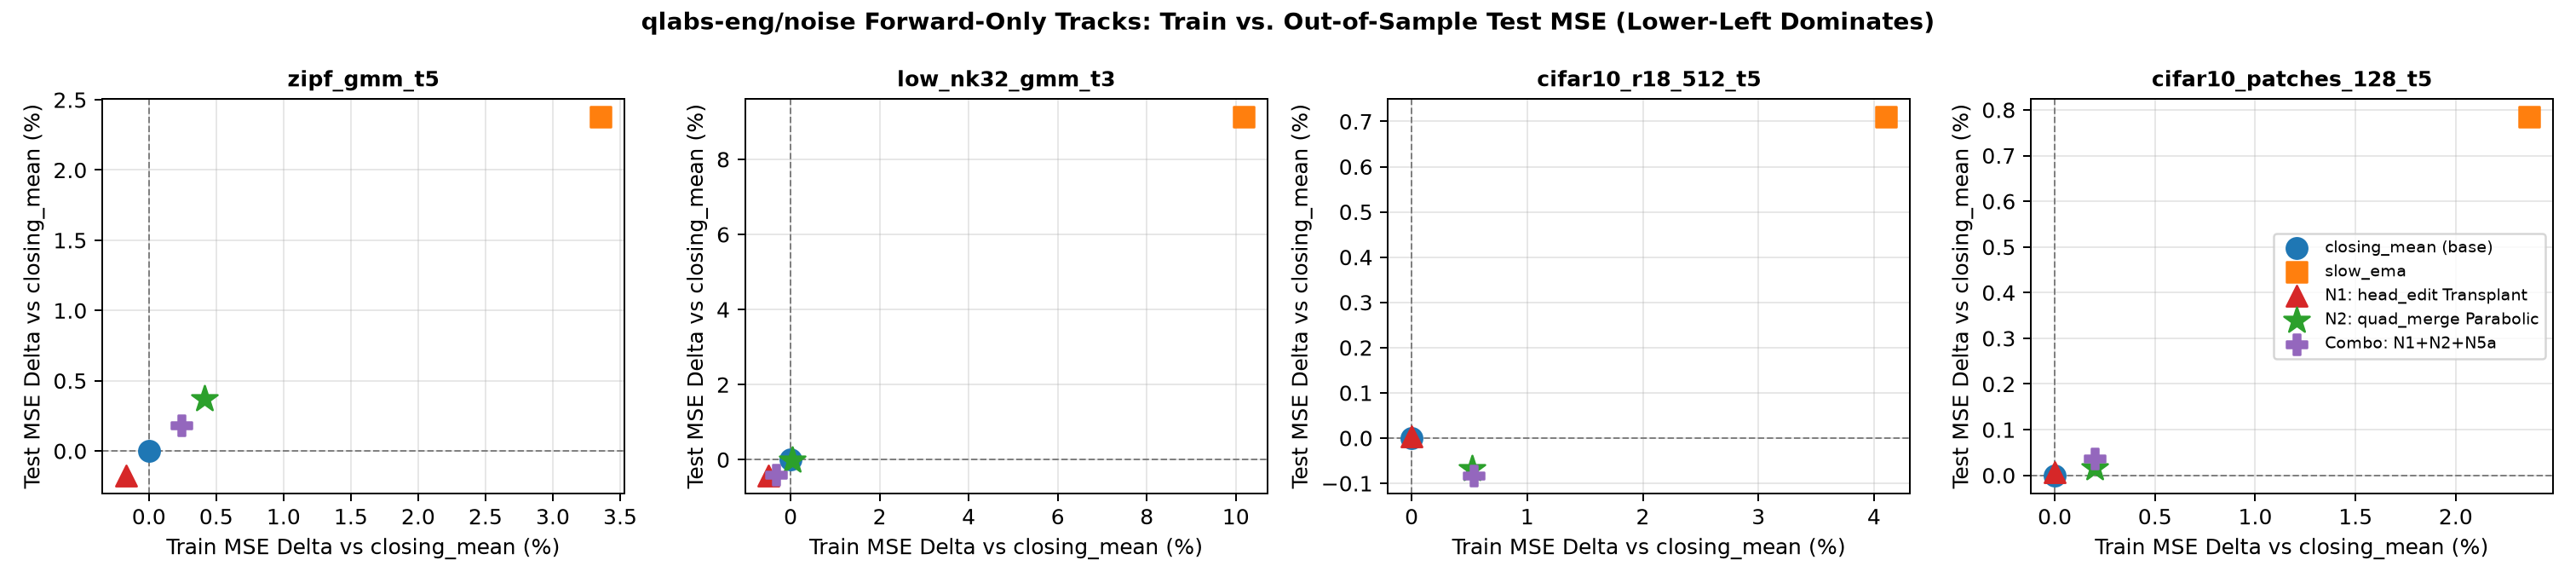 qlabs-eng/noise Forward-Only Tracks: Train vs. Out-of-Sample Test MSE (Lower-Left Dominates)
zipf_gmm_t5
Test MSE Delta vs closing_mean (%)
2.5
2.0
1.5
1.0
0.5
0.0
0.0 0.5 1.0 1.5 2.0 2.5 3.0 3.5
Train MSE Delta vs closing_mean (%)
low_nk32_gmm_t3
Test MSE Delta vs closing_mean (%)
8
6
4
2
0
0 2 4 6 8 10
Train MSE Delta vs closing_mean (%)
cifar10_r18_512_t5
Test MSE Delta vs closing_mean (%)
0.7
0.6
0.5
0.4
0.3
0.2
0.1
0.0
−0.1
0 1 2 3 4
Train MSE Delta vs closing_mean (%)
cifar10_patches_128_t5
Test MSE Delta vs closing_mean (%)
0.8
0.7
0.6
0.5
0.4
0.3
0.2
0.1
0.0
closing_mean (base)
slow_ema
N1: head_edit Transplant
N2: quad_merge Parabolic
Combo: N1+N2+N5a
0.0 0.5 1.0 1.5 2.0
Train MSE Delta vs closing_mean (%)